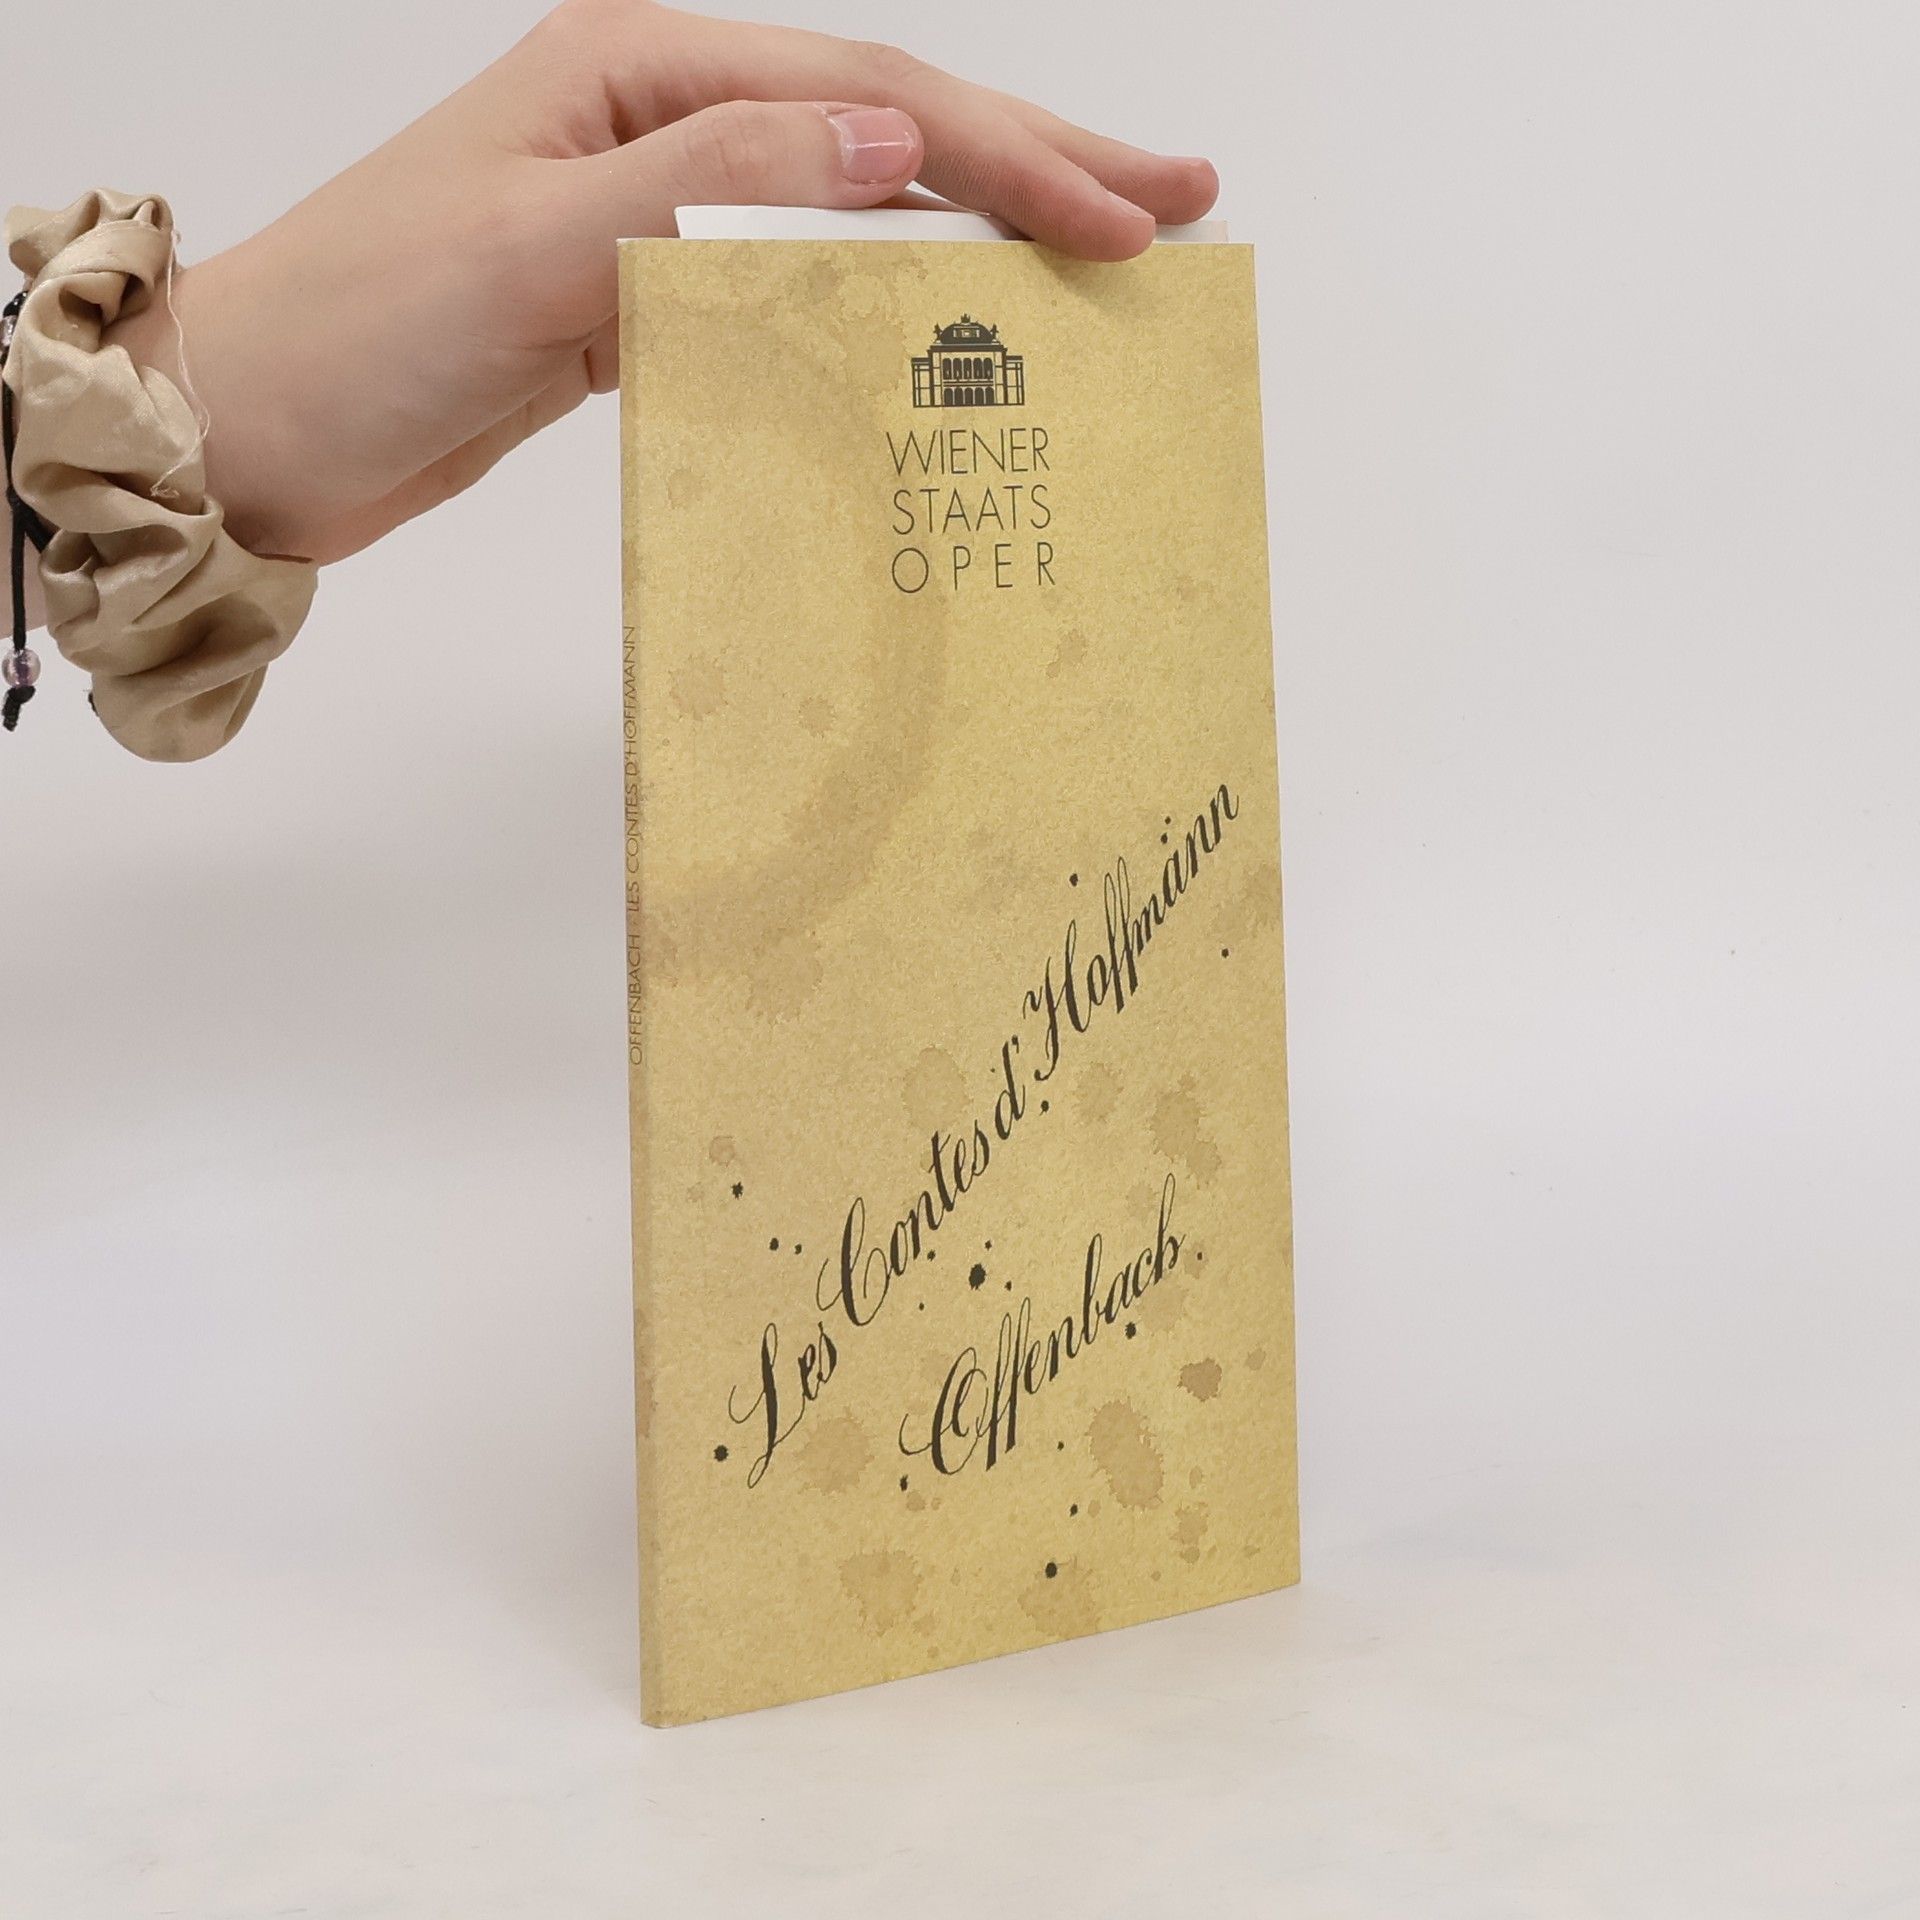 WIENER
STAATS
OPER
Les Contes d'Hoffmann
Offenbach
OFFENBACH · LES CONTES D'HOFFMANN